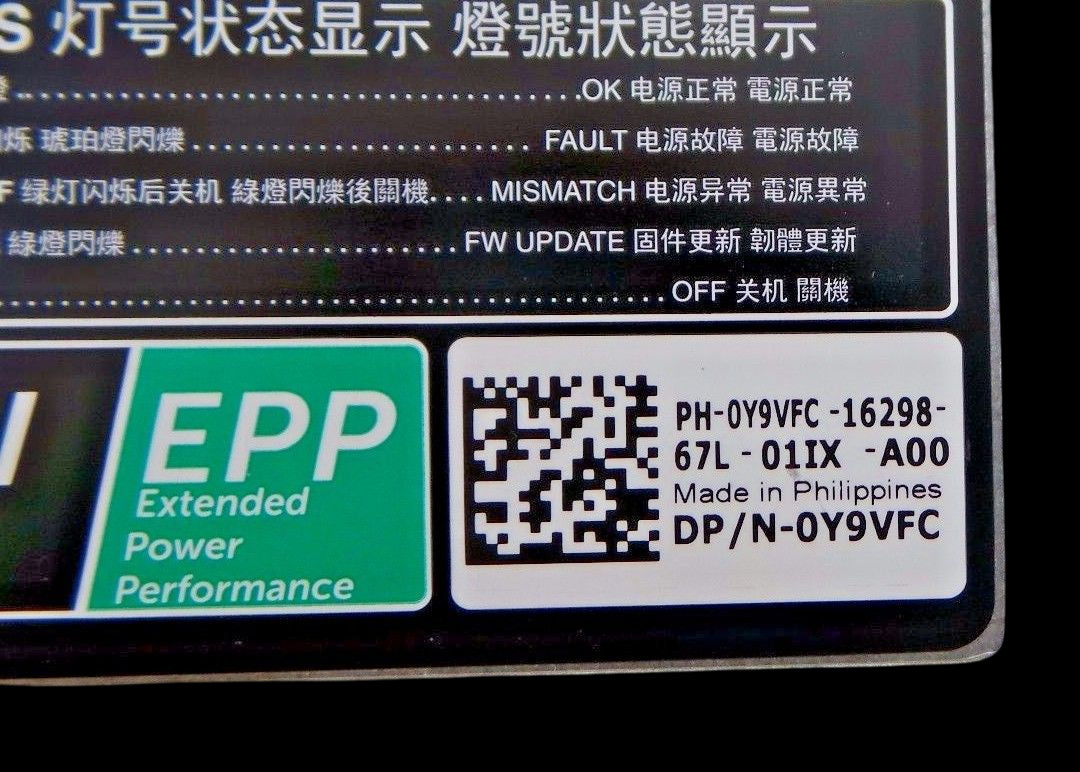 S 灯号状态显示 燈號狀態顯示
燈 ........................................OK 电源正常 電源正常
烁 琥珀燈閃爍 ........................ FAULT 电源故障 電源故障
F 绿灯闪烁后关机 綠燈閃爍後關機.... MISMATCH 电源异常 電源異常
綠燈閃爍 ....................... FW UPDATE 固件更新 韌體更新
..............................................OFF 关机 關機
EPP
Extended
Power
Performance
PH-0Y9VFC -16298-
67L - 01IX -A00
Made in Philippines
DP/N-0Y9VFC